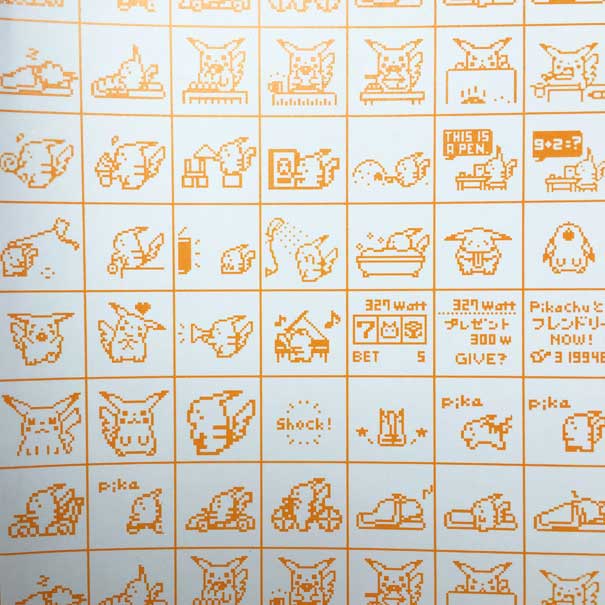 THIS IS
A PEN.
9+2=?
327 Watt
7
BET 5
327 Watt
プレゼント
300 W
GIVE?
Pikachuと
フレンドリー
NOW!
Shock!
pika
pika
pika